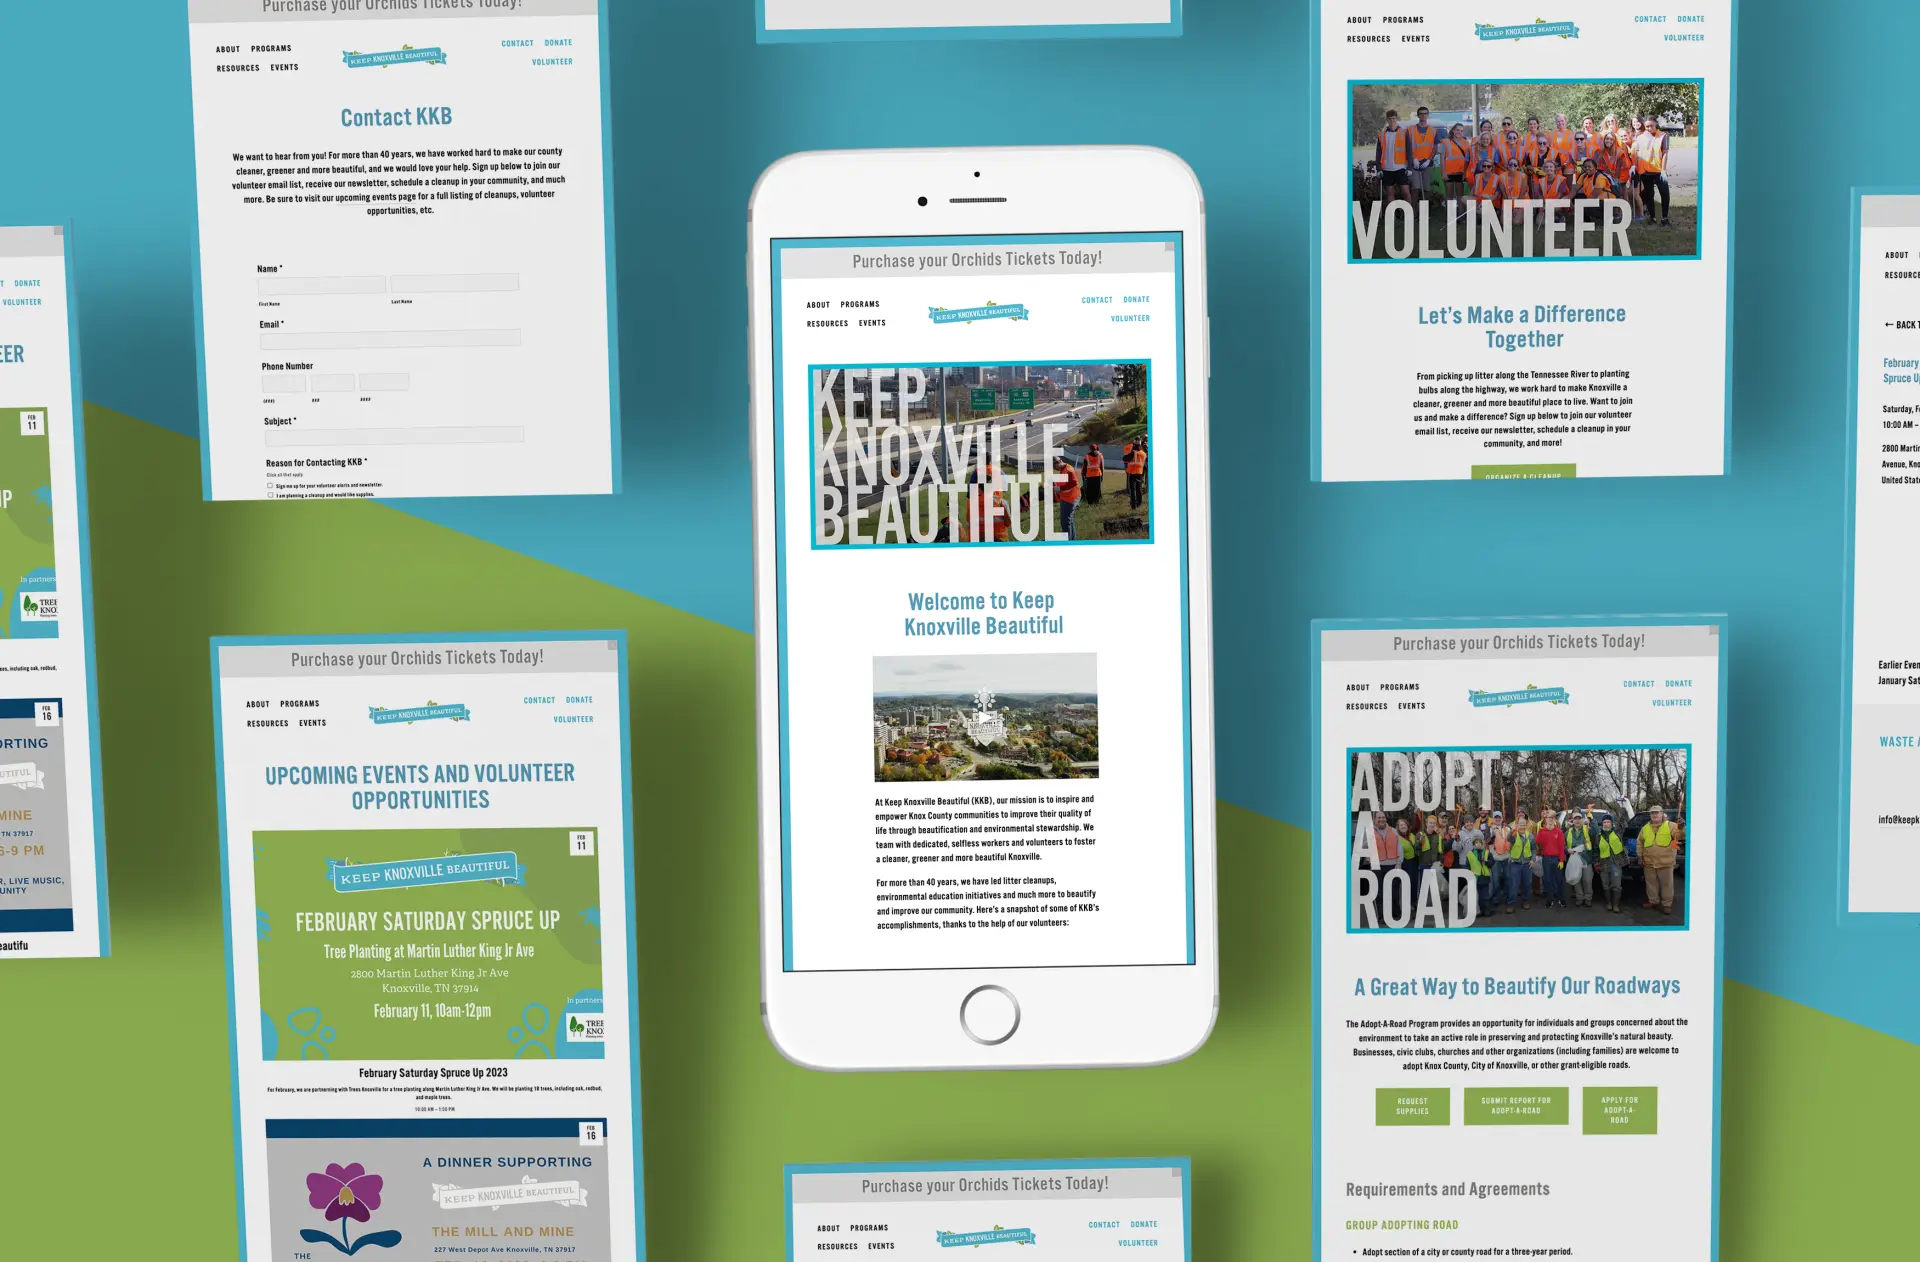 Purchase your Orchids Tickets Today!
ABOUT PROGRAMS
RESOURCES EVENTS
KEEP KNOXVILLE BEAUTIFUL
CONTACT DONATE
VOLUNTEER
Contact KKB
We want to hear from you! For more than 40 years, we have worked hard to make our county
cleaner, greener and more beautiful, and we would love your help. Sign up below to join our
volunteer email list, receive our newsletter, schedule a cleanup in your community, and much
more. Be sure to visit our upcoming events page for a full listing of cleanups, volunteer
opportunities, etc.
Name *
First Name
Last Name
Email *
Phone Number
(###)
###
####
Subject *
Reason for Contacting KKB *
Click all that apply
Sign me up for your volunteer alerts and newsletter.
I am planning a cleanup and would like supplies.
DONATE
VOLUNTEER
FEB
11
In partners
TREE
KNO
FEB
16
ORTING
MINE
TN 37917
6-9 PM
R, LIVE MUSIC,
UNITY
eautifu
Purchase your Orchids Tickets Today!
ABOUT PROGRAMS
RESOURCES EVENTS
KEEP KNOXVILLE BEAUTIFUL
CONTACT DONATE
VOLUNTEER
UPCOMING EVENTS AND VOLUNTEER
OPPORTUNITIES
FEB
11
KEEP KNOXVILLE BEAUTIFUL
FEBRUARY SATURDAY SPRUCE UP
Tree Planting at Martin Luther King Jr Ave
2800 Martin Luther King Jr Ave
Knoxville, TN 37914
February 11, 10am-12pm
In partners
TREE
KNO
February Saturday Spruce Up 2023
For February, we are partnerning with Trees Knoxville for a tree planting along Martin Luther King Jr Ave. We will be planting 18 trees, including oak, redbud,
and maple trees.
10:00 AM – 1:00 PM
FEB
16
A DINNER SUPPORTING
KEEP KNOXVILLE BEAUTIFUL
THE MILL AND MINE
227 West Depot Ave Knoxville, TN 37917
THE
Purchase your Orchids Tickets Today!
ABOUT PROGRAMS
RESOURCES EVENTS
KEEP KNOXVILLE BEAUTIFUL
CONTACT DONATE
VOLUNTEER
KEEP
KNOXVILLE
BEAUTIFUL
Welcome to Keep
Knoxville Beautiful
At Keep Knoxville Beautiful (KKB), our mission is to inspire and
empower Knox County communities to improve their quality of
life through beautification and environmental stewardship. We
team with dedicated, selfless workers and volunteers to foster
a cleaner, greener and more beautiful Knoxville.
For more than 40 years, we have led litter cleanups,
environmental education initiatives and much more to beautify
and improve our community. Here's a snapshot of some of KKB's
accomplishments, thanks to the help of our volunteers:
Purchase your Orchids Tickets Today!
ABOUT PROGRAMS
RESOURCES EVENTS
KEEP KNOXVILLE BEAUTIFUL
CONTACT DONATE
VOLUNTEER
ABOUT PROGRAMS
RESOURCES EVENTS
KEEP KNOXVILLE BEAUTIFUL
CONTACT DONATE
VOLUNTEER
VOLUNTEER
Let's Make a Difference
Together
From picking up litter along the Tennessee River to planting
bulbs along the highway, we work hard to make Knoxville a
cleaner, greener and more beautiful place to live. Want to join
us and make a difference? Sign up below to join our volunteer
email list, receive our newsletter, schedule a cleanup in your
community, and more!
ORGANIZE A CLEANUP
Purchase your Orchids Tickets Today!
ABOUT PROGRAMS
RESOURCES EVENTS
KEEP KNOXVILLE BEAUTIFUL
CONTACT DONATE
VOLUNTEER
ADOPT
A
ROAD
A Great Way to Beautify Our Roadways
The Adopt-A-Road Program provides an opportunity for individuals and groups concerned about the
environment to take an active role in preserving and protecting Knoxville's natural beauty.
Businesses, civic clubs, churches and other organizations (including families) are welcome to
adopt Knox County, City of Knoxville, or other grant-eligible roads.
REQUEST
SUPPLIES
SUBMIT REPORT FOR
ADOPT-A-ROAD
APPLY FOR
ADOPT-A-
ROAD
Requirements and Agreements
GROUP ADOPTING ROAD
• Adopt section of a city or county road for a three-year period.
ABOUT
RESOURCE
← BACK T
February
Spruce Up
Saturday, Fe
10:00 AM –
2800 Martin
Avenue, Kno
United State
Earlier Even
January Sat
WASTE A
info@keepk